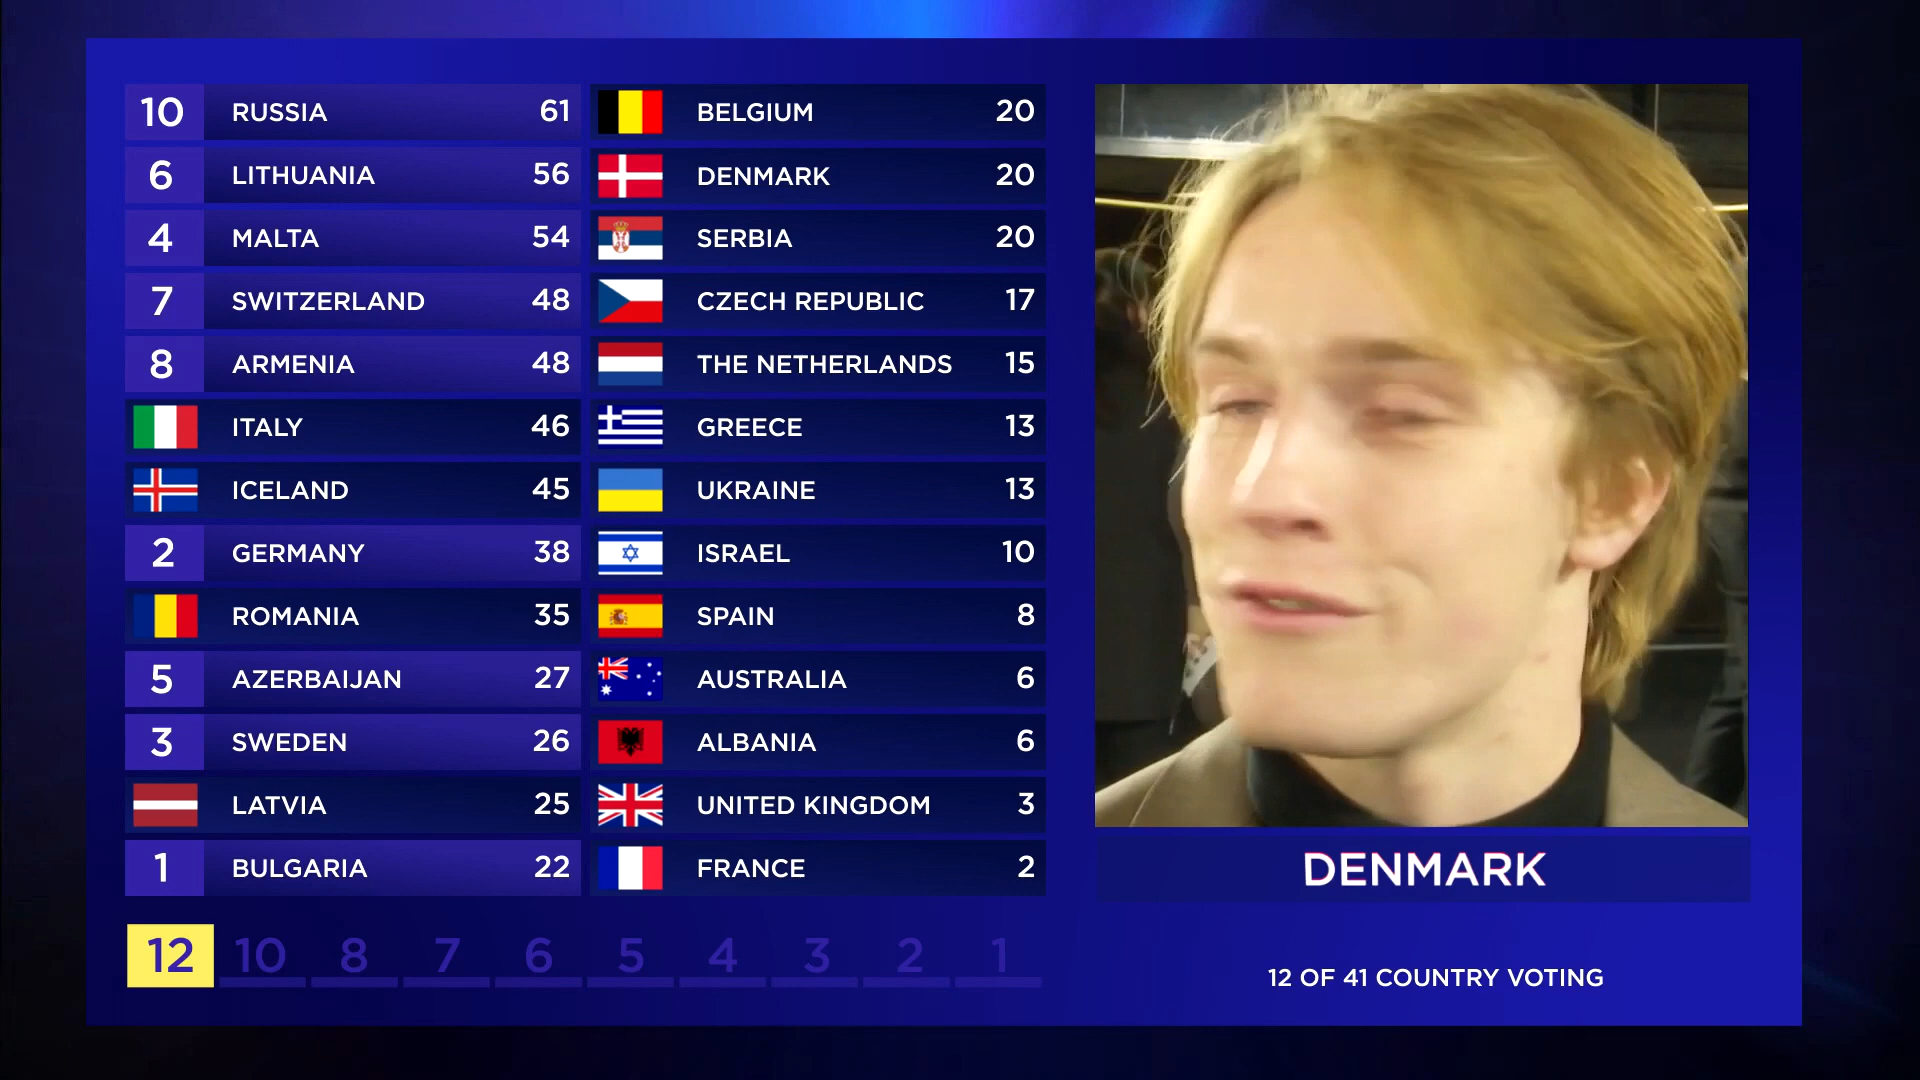 10 RUSSIA 61
6 LITHUANIA 56
4 MALTA 54
7 SWITZERLAND 48
8 ARMENIA 48
ITALY 46
ICELAND 45
2 GERMANY 38
ROMANIA 35
5 AZERBAIJAN 27
3 SWEDEN 26
LATVIA 25
1 BULGARIA 22
BELGIUM 20
DENMARK 20
SERBIA 20
CZECH REPUBLIC 17
THE NETHERLANDS 15
GREECE 13
UKRAINE 13
ISRAEL 10
SPAIN 8
AUSTRALIA 6
ALBANIA 6
UNITED KINGDOM 3
FRANCE 2
12 10 8 7 6 5 4 3 2 1
DENMARK
12 OF 41 COUNTRY VOTING